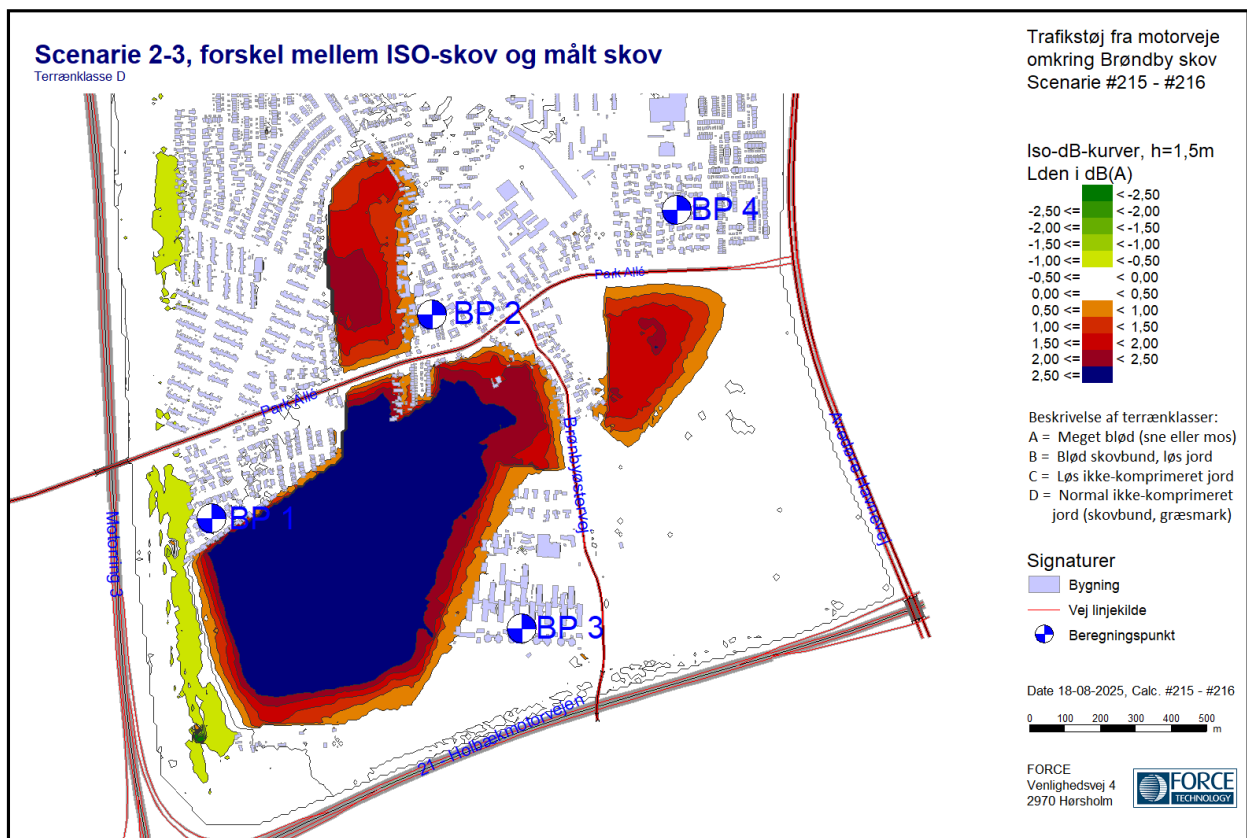 Scenarie 2-3, forskel mellem ISO-skov og målt skov
Terrænklasse D
Trafikstøj fra motorveje
omkring Brøndby skov
Scenarie #215 - #216
Iso-dB-kurver, h=1,5m
Lden i dB(A)
< -2,50
-2,50 <= < -2,00
-2,00 <= < -1,50
-1,50 <= < -1,00
-1,00 <= < -0,50
-0,50 <= < 0,00
0,00 <= < 0,50
0,50 <= < 1,00
1,00 <= < 1,50
1,50 <= < 2,00
2,00 <= < 2,50
2,50 <=
Beskrivelse af terrænklasser:
A = Meget blød (sne eller mos)
B = Blød skovbund, løs jord
C = Løs ikke-komprimeret jord
D = Normal ikke-komprimeret
jord (skovbund, græsmark)
Signaturer
Bygning
Vej linjekilde
Beregningspunkt
Date 18-08-2025, Calc. #215 - #216
0 100 200 300 400 500
m
FORCE
Venlighedsvej 4
2970 Hørsholm
FORCE
TECHNOLOGY
BP 4
Park Allé
BP 2
Park Allé
Brøndbyøstervej
Avedøre Havnevej
BP 1
Motorring 3
BP 3
21 - Holbækmotorvejen